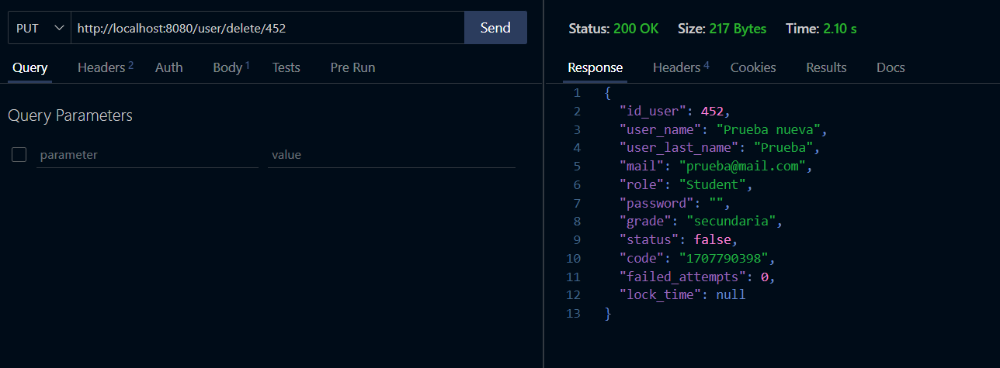 PUT http://localhost:8080/user/delete/452 Send
Query Headers 2 Auth Body 1 Tests Pre Run
Query Parameters
parameter value
Status: 200 OK Size: 217 Bytes Time: 2.10 s
Response Headers 4 Cookies Results Docs
1 {
2 "id_user": 452,
3 "user_name": "Prueba nueva",
4 "user_last_name": "Prueba",
5 "mail": "prueba@mail.com",
6 "role": "Student",
7 "password": "",
8 "grade": "secundaria",
9 "status": false,
10 "code": "1707790398",
11 "failed_attempts": 0,
12 "lock_time": null
13 }